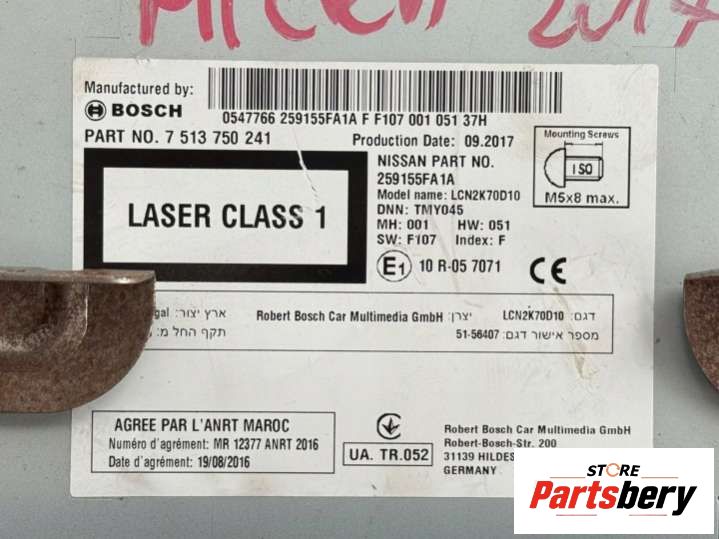 MICRA 2017
Manufactured by:
BOSCH
0547766 259155FA1A F F107 001 051 37H
PART NO. 7 513 750 241
Production Date: 09.2017
Mounting Screws
ISO
M5x8 max.
LASER CLASS 1
NISSAN PART NO.
259155FA1A
Model name: LCN2K70D10
DNN: TMY045
MH: 001 HW: 051
SW: F107 Index: F
E1 10 R-05 7071
CE
דגם: LCN2K70D10 יצרן: Robert Bosch Car Multimedia GmbH ארץ יצור:
מספר אישור דגם: 51-56407 תקף החל מ:
AGREE PAR L'ANRT MAROC
Numéro d'agrément: MR 12377 ANRT 2016
Date d'agrément: 19/08/2016
UA. TR.052
Robert Bosch Car Multimedia GmbH
Robert-Bosch-Str. 200
31139
GERMANY
STORE
Partsbery